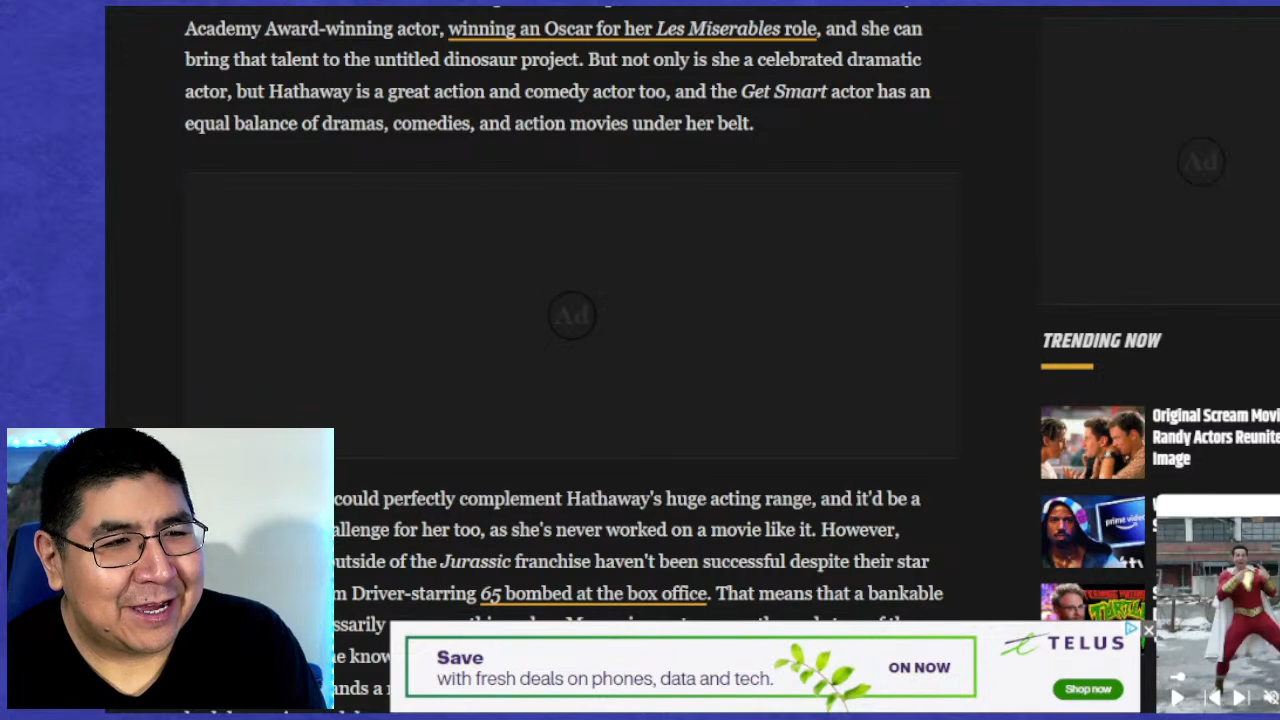 Academy Award-winning actor, winning an Oscar for her Les Miserables role, and she can
bring that talent to the untitled dinosaur project. But not only is she a celebrated dramatic
actor, but Hathaway is a great action and comedy actor too, and the Get Smart actor has an
equal balance of dramas, comedies, and action movies under her belt.
Ad
Ad
TRENDING NOW
Original Scream Movi
Randy Actors Reunite
Image
prime video
could perfectly complement Hathaway's huge acting range, and it'd be a
allenge for her too, as she's never worked on a movie like it. However,
utside of the Jurassic franchise haven't been successful despite their star
m Driver-starring 65 bombed at the box office. That means that a bankable
ssarily
e know
nds a
Save
with fresh deals on phones, data and tech.
ON NOW
TELUS
Shop now